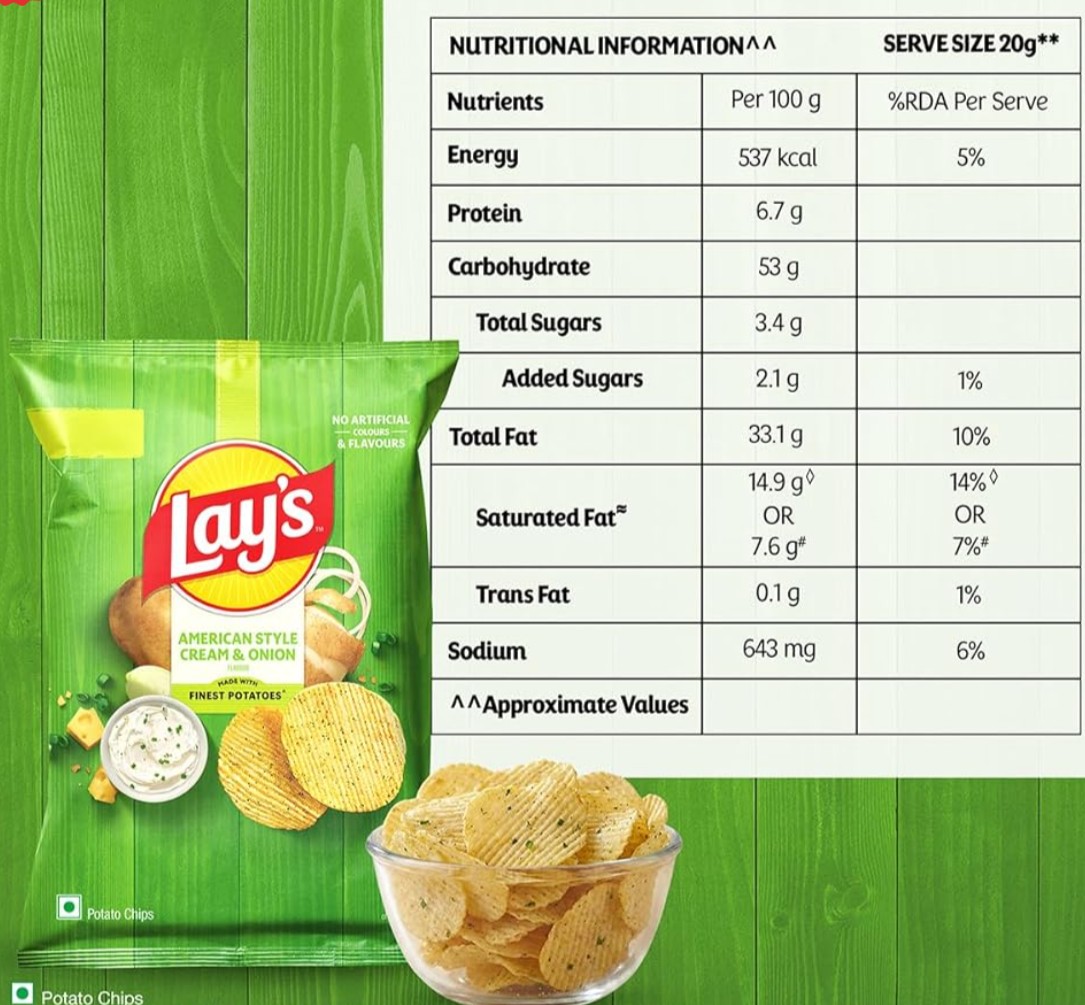 NUTRITIONAL INFORMATION^^ SERVE SIZE 20g**
Nutrients Per 100 g %RDA Per Serve
Energy 537 kcal 5%
Protein 6.7 g
Carbohydrate 53 g
Total Sugars 3.4 g
Added Sugars 2.1 g 1%
Total Fat 33.1 g 10%
Saturated Fat≈ 14.9 g◊ OR 7.6 g# 14%◊ OR 7%#
Trans Fat 0.1 g 1%
Sodium 643 mg 6%
^^Approximate Values
NO ARTIFICIAL
COLOURS
& FLAVOURS
Lay's
AMERICAN STYLE
CREAM & ONION
FLAVOUR
MADE WITH
FINEST POTATOES^
Potato Chips
Potato Chips